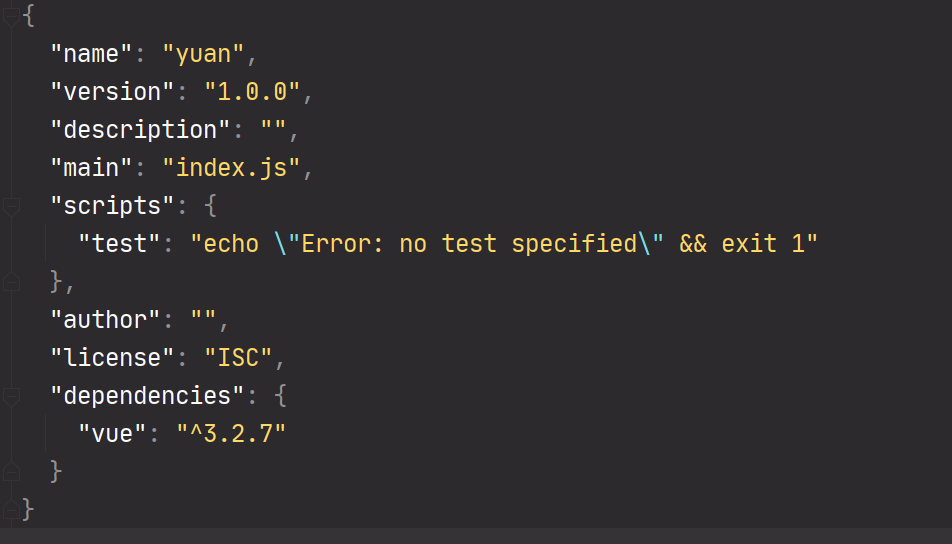 {
  "name": "yuan",
  "version": "1.0.0",
  "description": "",
  "main": "index.js",
  "scripts": {
    "test": "echo \"Error: no test specified\" && exit 1"
  },
  "author": "",
  "license": "ISC",
  "dependencies": {
    "vue": "^3.2.7"
  }
}